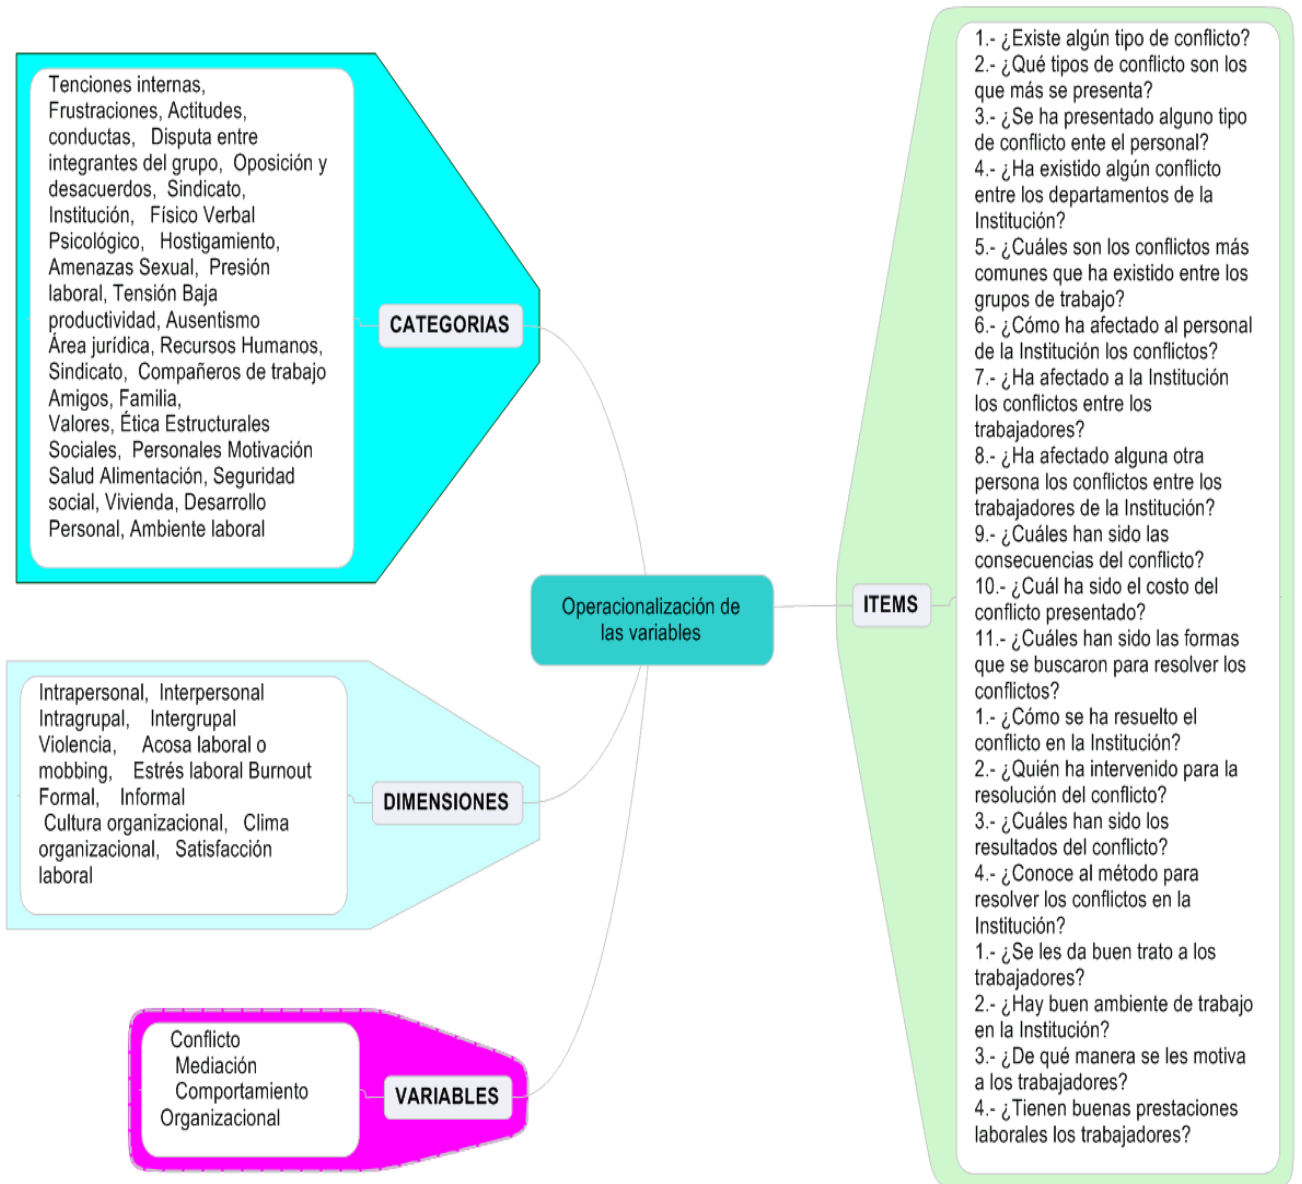 Tenciones internas,
Frustraciones, Actitudes,
conductas, Disputa entre
integrantes del grupo, Oposición y
desacuerdos, Sindicato,
Institución, Físico Verbal
Psicológico, Hostigamiento,
Amenazas Sexual, Presión
laboral, Tensión Baja
productividad, Ausentismo
Área jurídica, Recursos Humanos,
Sindicato, Compañeros de trabajo
Amigos, Familia,
Valores, Ética Estructurales
Sociales, Personales Motivación
Salud Alimentación, Seguridad
social, Vivienda, Desarrollo
Personal, Ambiente laboral
CATEGORIAS
Intrapersonal, Interpersonal
Intragrupal, Intergrupal
Violencia, Acosa laboral o
mobbing, Estrés laboral Burnout
Formal, Informal
Cultura organizacional, Clima
organizacional, Satisfacción
laboral
DIMENSIONES
Conflicto
Mediación
Comportamiento
Organizacional
VARIABLES
Operacionalización de
las variables
ITEMS
1.- ¿Existe algún tipo de conflicto?
2.- ¿Qué tipos de conflicto son los
que más se presenta?
3.- ¿Se ha presentado alguno tipo
de conflicto ente el personal?
4.- ¿Ha existido algún conflicto
entre los departamentos de la
Institución?
5.- ¿Cuáles son los conflictos más
comunes que ha existido entre los
grupos de trabajo?
6.- ¿Cómo ha afectado al personal
de la Institución los conflictos?
7.- ¿Ha afectado a la Institución
los conflictos entre los
trabajadores?
8.- ¿Ha afectado alguna otra
persona los conflictos entre los
trabajadores de la Institución?
9.- ¿Cuáles han sido las
consecuencias del conflicto?
10.- ¿Cuál ha sido el costo del
conflicto presentado?
11.- ¿Cuáles han sido las formas
que se buscaron para resolver los
conflictos?
1.- ¿Cómo se ha resuelto el
conflicto en la Institución?
2.- ¿Quién ha intervenido para la
resolución del conflicto?
3.- ¿Cuáles han sido los
resultados del conflicto?
4.- ¿Conoce al método para
resolver los conflictos en la
Institución?
1.- ¿Se les da buen trato a los
trabajadores?
2.- ¿Hay buen ambiente de trabajo
en la Institución?
3.- ¿De qué manera se les motiva
a los trabajadores?
4.- ¿Tienen buenas prestaciones
laborales los trabajadores?